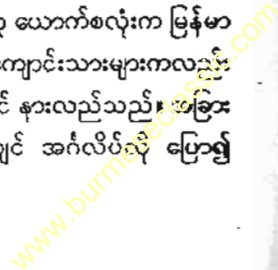 ယောက်စလုံးက မြန်မာ
ကျောင်းသားများကလည်း
နားလည်သည်။ အခြား
အင်္ဂလိပ်လို ပြော၍
www.burmeseclassic.com